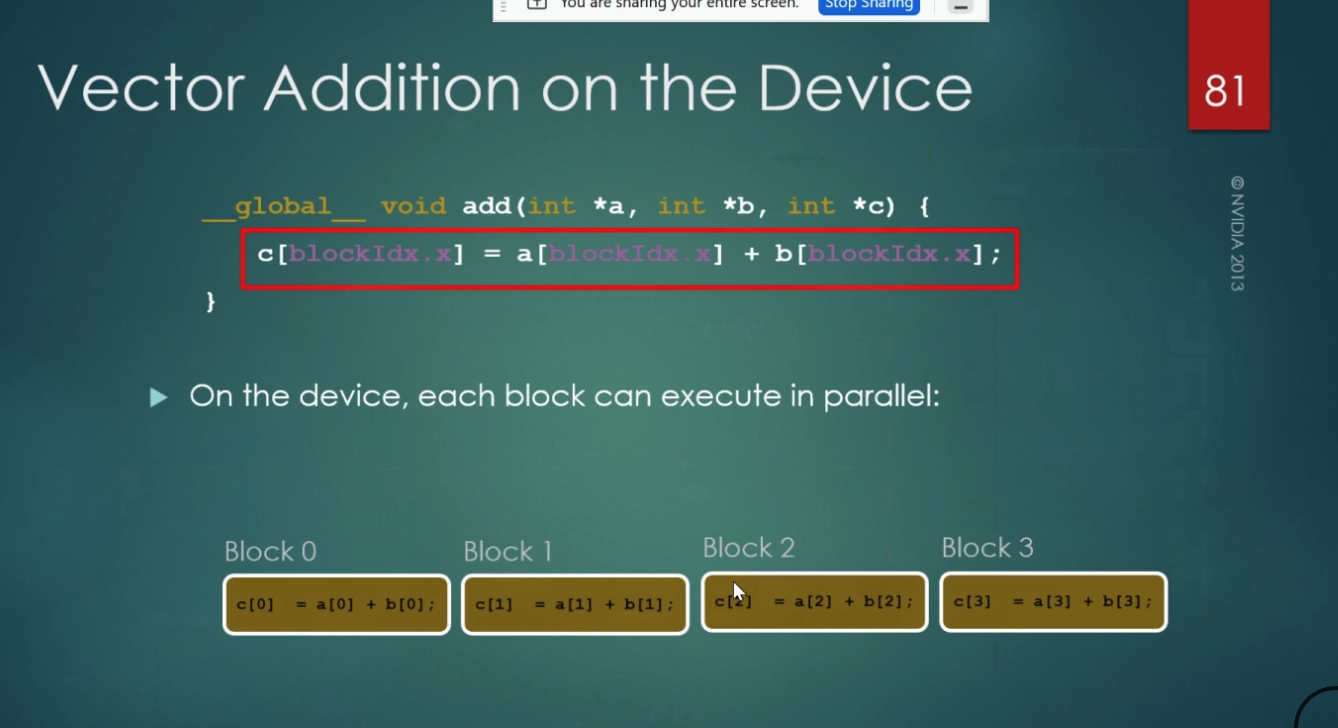 You are sharing your entire screen. Stop Sharing
Vector Addition on the Device
81
© NVIDIA 2013
__global__ void add(int *a, int *b, int *c) {
c[blockIdx.x] = a[blockIdx.x] + b[blockIdx.x];
}
On the device, each block can execute in parallel:
Block 0 Block 1 Block 2 Block 3
c[0] = a[0] + b[0]; c[1] = a[1] + b[1]; c[2] = a[2] + b[2]; c[3] = a[3] + b[3];